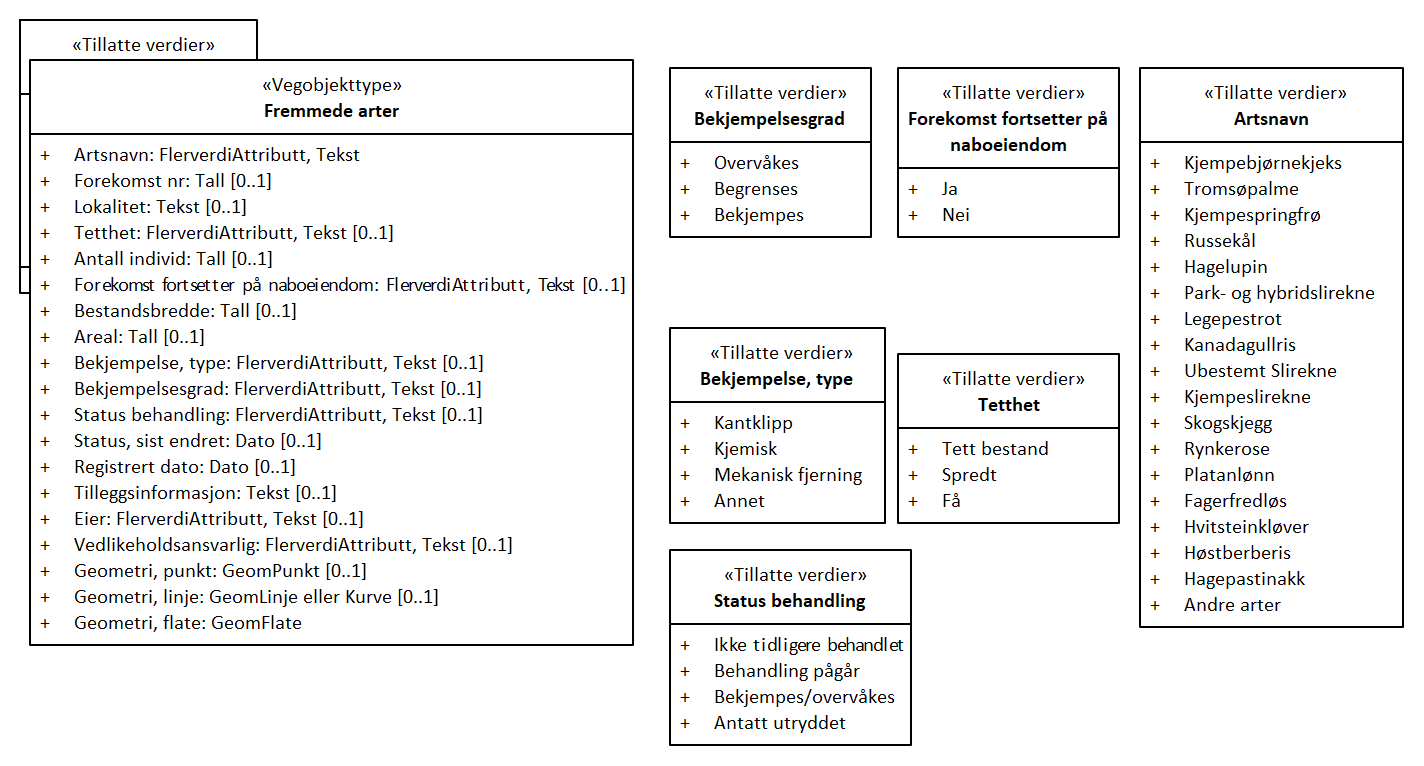 «Tillatte verdier»
«Vegobjekttype»
Fremmede arter
+ Artsnavn: FlerverdiAttributt, Tekst
+ Forekomst nr: Tall [0..1]
+ Lokalitet: Tekst [0..1]
+ Tetthet: FlerverdiAttributt, Tekst [0..1]
+ Antall individ: Tall [0..1]
+ Forekomst fortsetter på naboeiendom: FlerverdiAttributt, Tekst [0..1]
+ Bestandsbredde: Tall [0..1]
+ Areal: Tall [0..1]
+ Bekjempelse, type: FlerverdiAttributt, Tekst [0..1]
+ Bekjempelsesgrad: FlerverdiAttributt, Tekst [0..1]
+ Status behandling: FlerverdiAttributt, Tekst [0..1]
+ Status, sist endret: Dato [0..1]
+ Registrert dato: Dato [0..1]
+ Tilleggsinformasjon: Tekst [0..1]
+ Eier: FlerverdiAttributt, Tekst [0..1]
+ Vedlikeholdsansvarlig: FlerverdiAttributt, Tekst [0..1]
+ Geometri, punkt: GeomPunkt [0..1]
+ Geometri, linje: GeomLinje eller Kurve [0..1]
+ Geometri, flate: GeomFlate
«Tillatte verdier»
Bekjempelsesgrad
+ Overvåkes
+ Begrenses
+ Bekjempes
«Tillatte verdier»
Forekomst fortsetter på
naboeiendom
+ Ja
+ Nei
«Tillatte verdier»
Bekjempelse, type
+ Kantklipp
+ Kjemisk
+ Mekanisk fjerning
+ Annet
«Tillatte verdier»
Tetthet
+ Tett bestand
+ Spredt
+ Få
«Tillatte verdier»
Status behandling
+ Ikke tidligere behandlet
+ Behandling pågår
+ Bekjempes/overvåkes
+ Antatt utryddet
«Tillatte verdier»
Artsnavn
+ Kjempebjørnekjeks
+ Tromsøpalme
+ Kjempespringfrø
+ Russekål
+ Hagelupin
+ Park- og hybridslirekne
+ Legepestrot
+ Kanadagullris
+ Ubestemt Slirekne
+ Kjempeslirekne
+ Skogskjegg
+ Rynkerose
+ Platanlønn
+ Fagerfredløs
+ Hvitsteinkløver
+ Høstberberis
+ Hagepastinakk
+ Andre arter